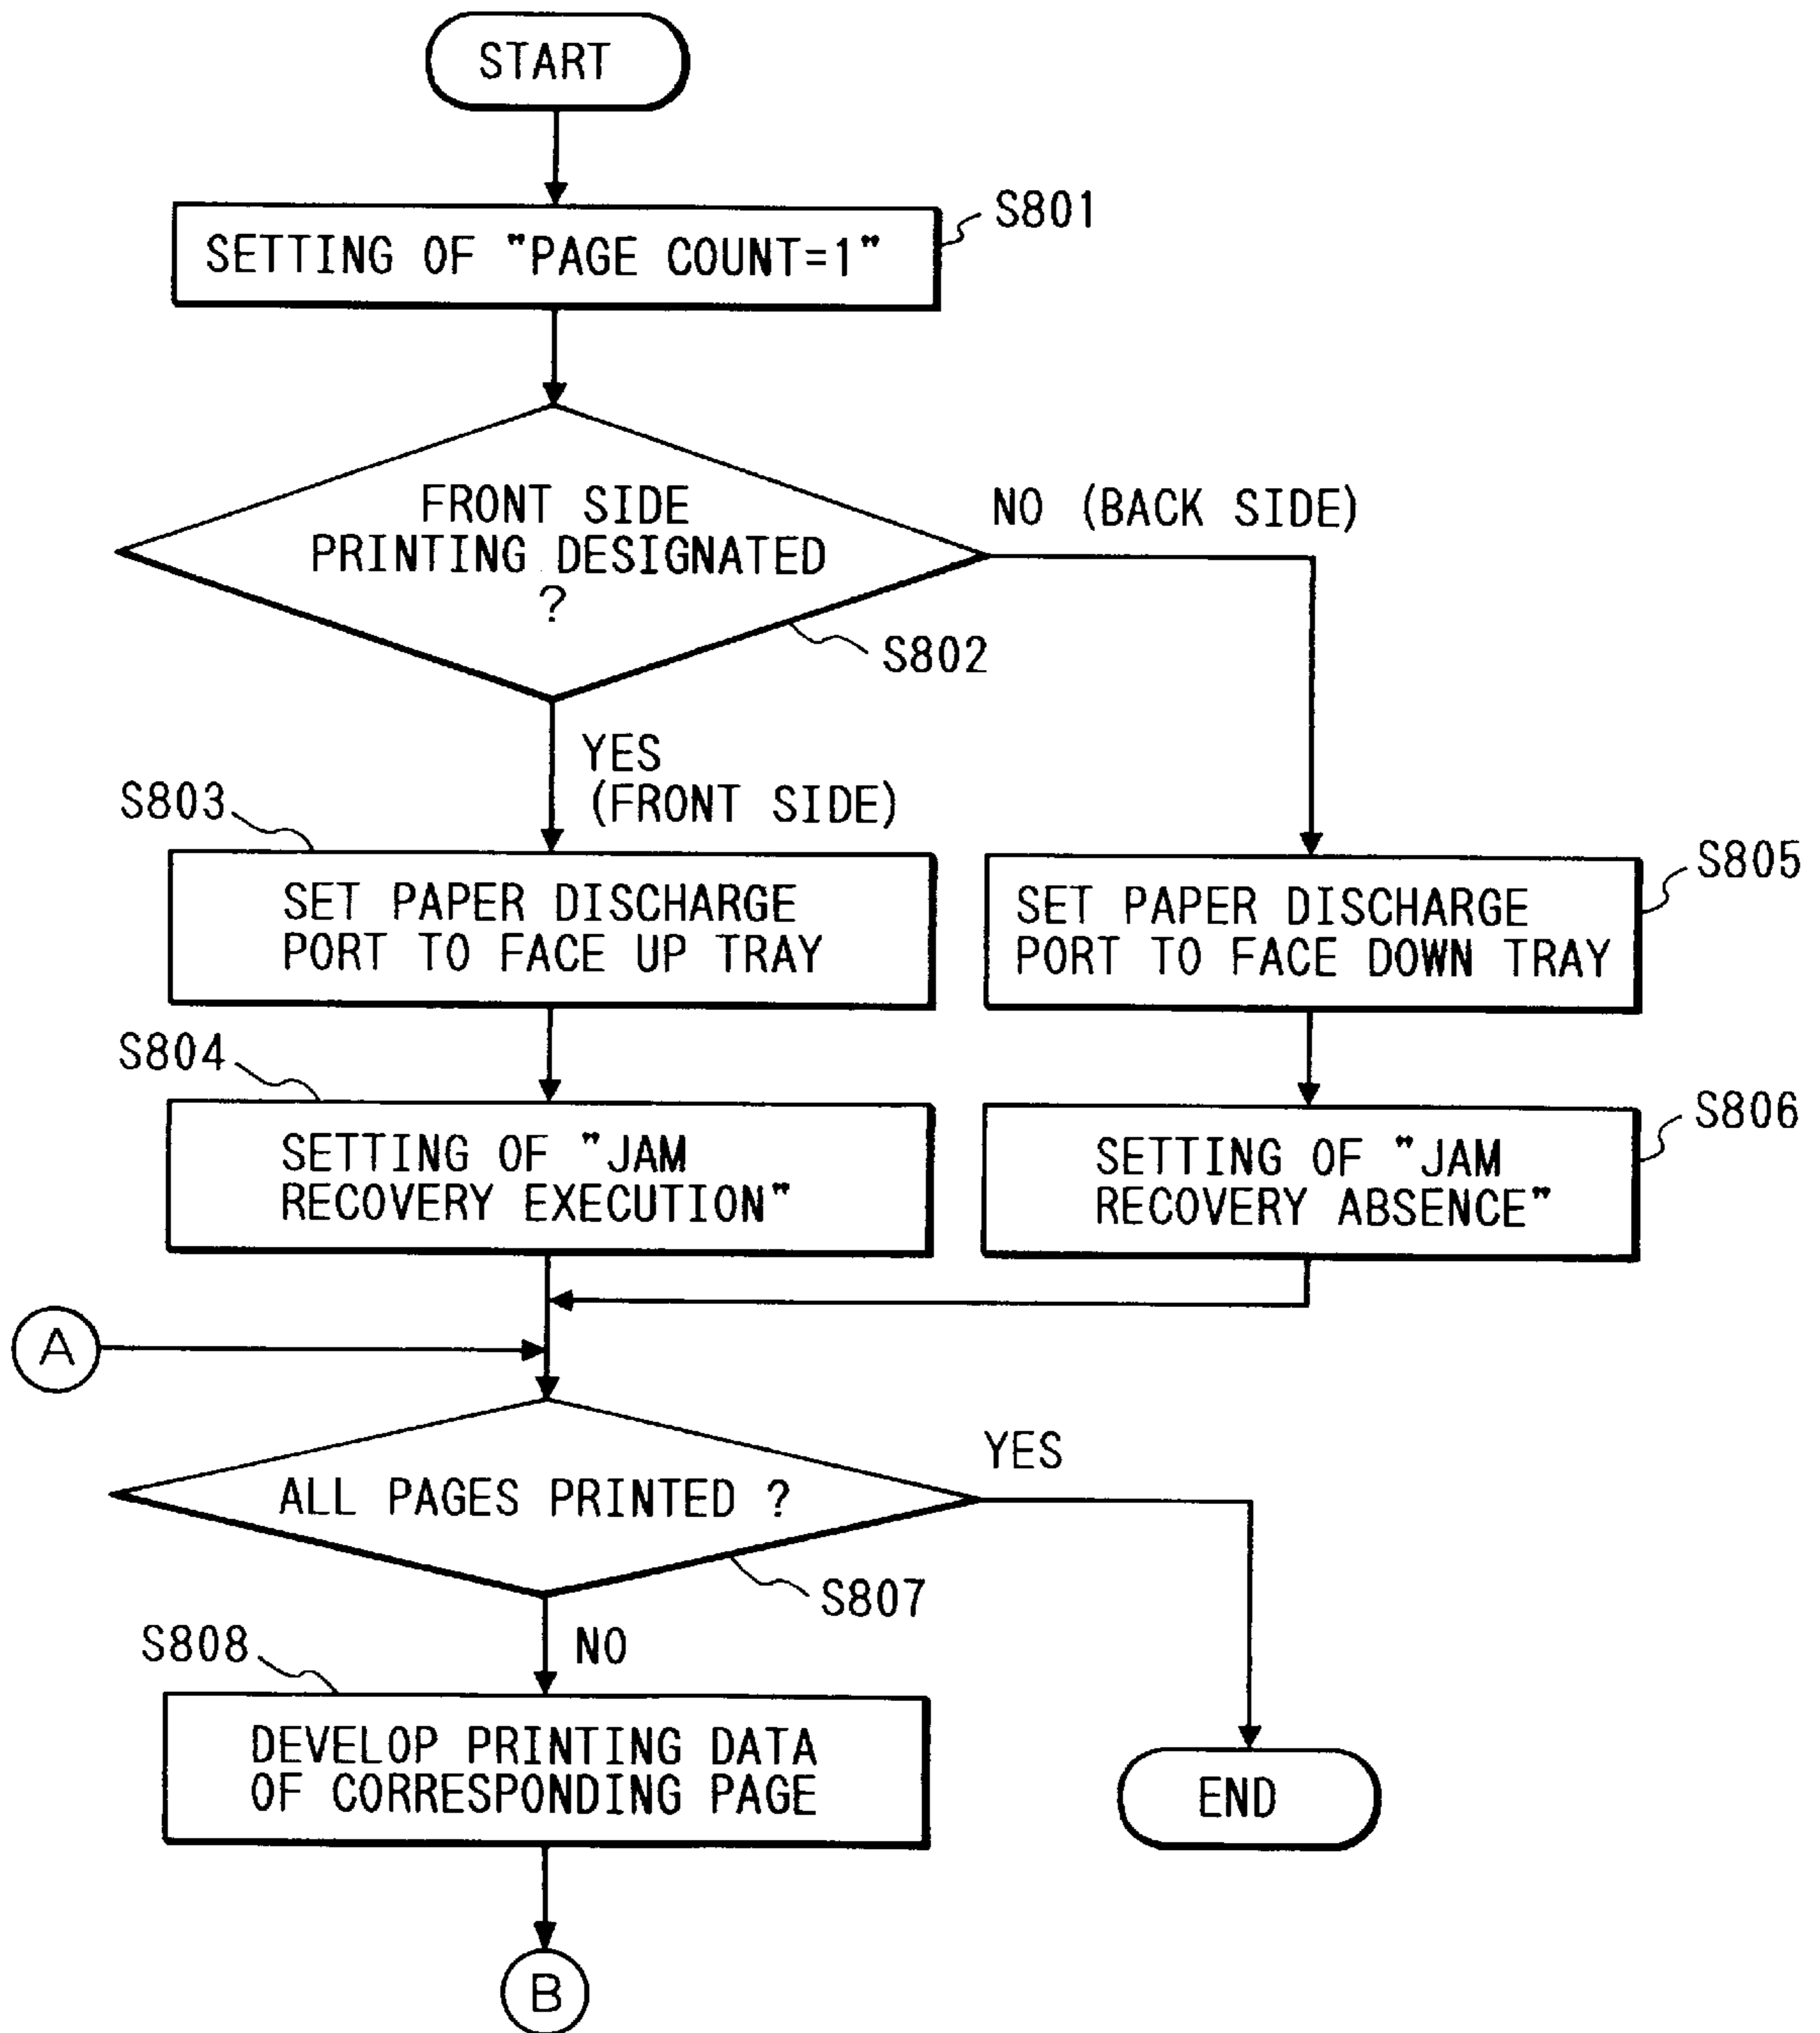 START
S801
SETTING OF "PAGE COUNT=1"
FRONT SIDE
PRINTING DESIGNATED
?
NO (BACK SIDE)
S802
YES
(FRONT SIDE)
S803
SET PAPER DISCHARGE
PORT TO FACE UP TRAY
S805
SET PAPER DISCHARGE
PORT TO FACE DOWN TRAY
S804
SETTING OF "JAM
RECOVERY EXECUTION"
S806
SETTING OF "JAM
RECOVERY ABSENCE"
A
ALL PAGES PRINTED ?
YES
S807
NO
S808
DEVELOP PRINTING DATA
OF CORRESPONDING PAGE
END
B